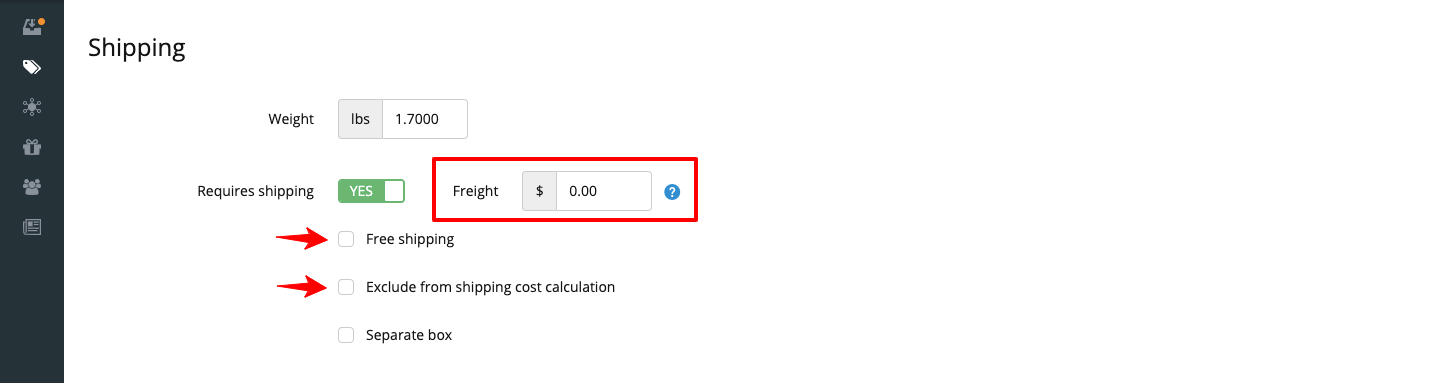 Shipping
Weight lbs 1.7000
Requires shipping YES Freight $ 0.00 ?
Free shipping
Exclude from shipping cost calculation
Separate box